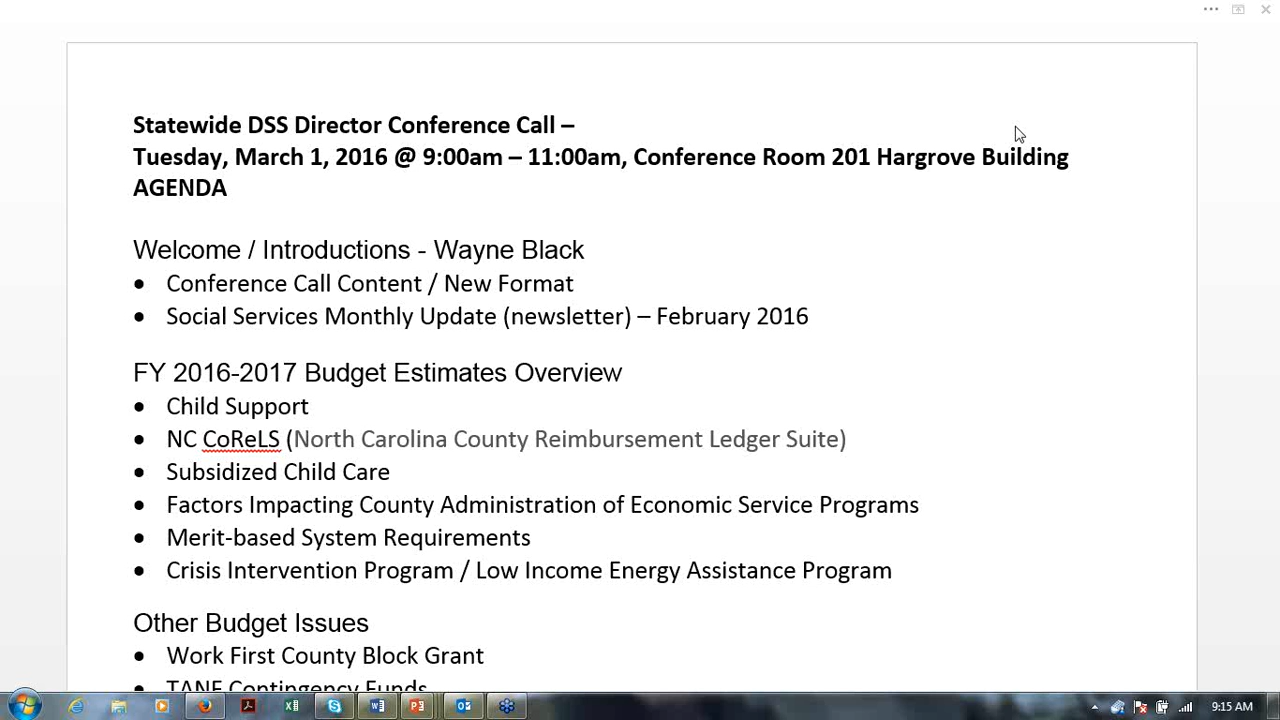 Statewide DSS Director Conference Call –
Tuesday, March 1, 2016 @ 9:00am – 11:00am, Conference Room 201 Hargrove Building
AGENDA
Welcome / Introductions - Wayne Black
• Conference Call Content / New Format
• Social Services Monthly Update (newsletter) – February 2016
FY 2016-2017 Budget Estimates Overview
• Child Support
• NC CoReLS (North Carolina County Reimbursement Ledger Suite)
• Subsidized Child Care
• Factors Impacting County Administration of Economic Service Programs
• Merit-based System Requirements
• Crisis Intervention Program / Low Income Energy Assistance Program
Other Budget Issues
• Work First County Block Grant
• TANF Contingency Funds
9:15 AM